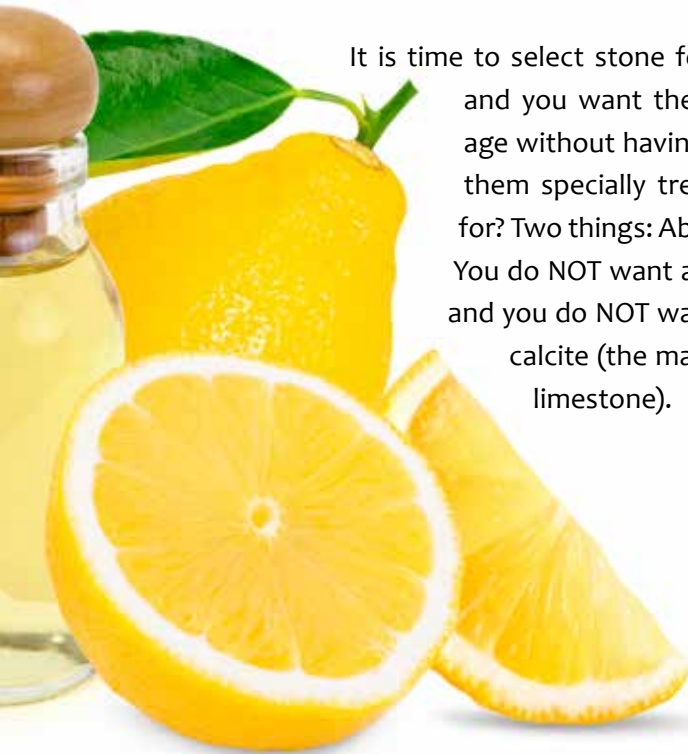 It is time to select stone
and you want
age without
them specially
for? Two things:
You do NOT want
and you do NOT
calcite (the
limestone).